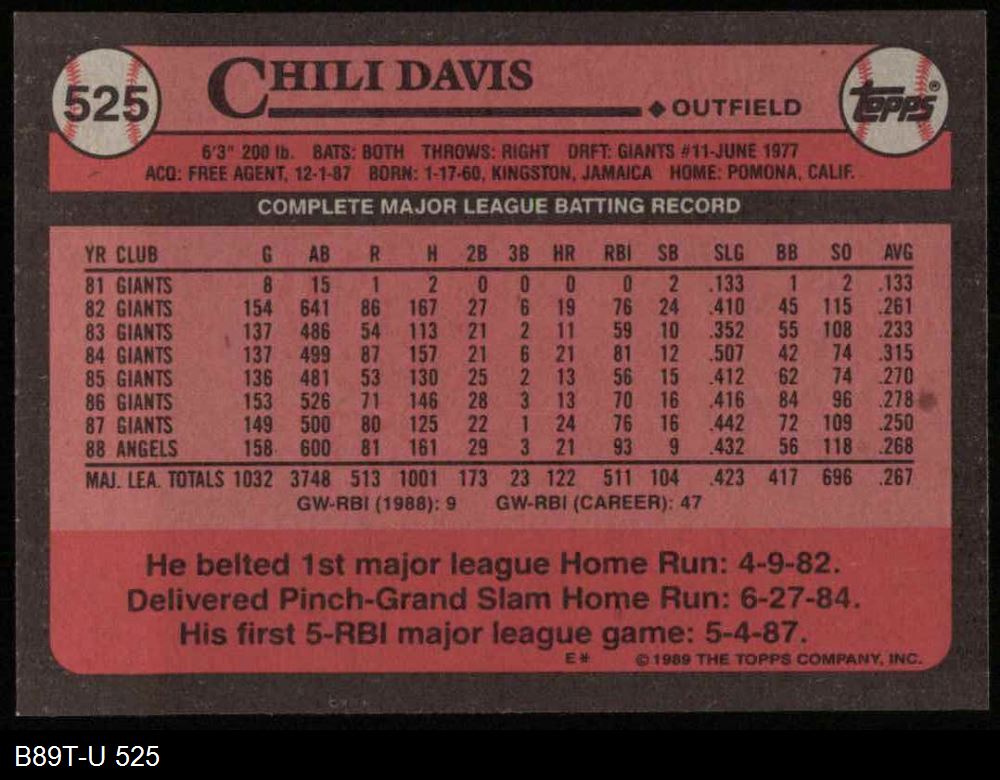 525
CHILI DAVIS
◆ OUTFIELD
Topps®
6'3" 200 lb. BATS: BOTH THROWS: RIGHT DRFT: GIANTS #11-JUNE 1977
ACQ: FREE AGENT, 12-1-87 BORN: 1-17-60, KINGSTON, JAMAICA HOME: POMONA, CALIF.
COMPLETE MAJOR LEAGUE BATTING RECORD
YR CLUB G AB R H 2B 3B HR RBI SB SLG BB SO AVG
81 GIANTS 8 15 1 2 0 0 0 0 2 .133 1 2 .133
82 GIANTS 154 641 86 167 27 6 19 76 24 .410 45 115 .261
83 GIANTS 137 486 54 113 21 2 11 59 10 .352 55 108 .233
84 GIANTS 137 499 87 157 21 6 21 81 12 .507 42 74 .315
85 GIANTS 136 481 53 130 25 2 13 56 15 .412 62 74 .270
86 GIANTS 153 526 71 146 28 3 13 70 16 .416 84 96 .278
87 GIANTS 149 500 80 125 22 1 24 76 16 .442 72 109 .250
88 ANGELS 158 600 81 161 29 3 21 93 9 .432 56 118 .268
MAJ. LEA. TOTALS 1032 3748 513 1001 173 23 122 511 104 .423 417 696 .267
GW-RBI (1988): 9 GW-RBI (CAREER): 47
He belted 1st major league Home Run: 4-9-82.
Delivered Pinch-Grand Slam Home Run: 6-27-84.
His first 5-RBI major league game: 5-4-87.
E* © 1989 THE TOPPS COMPANY, INC.
B89T-U 525